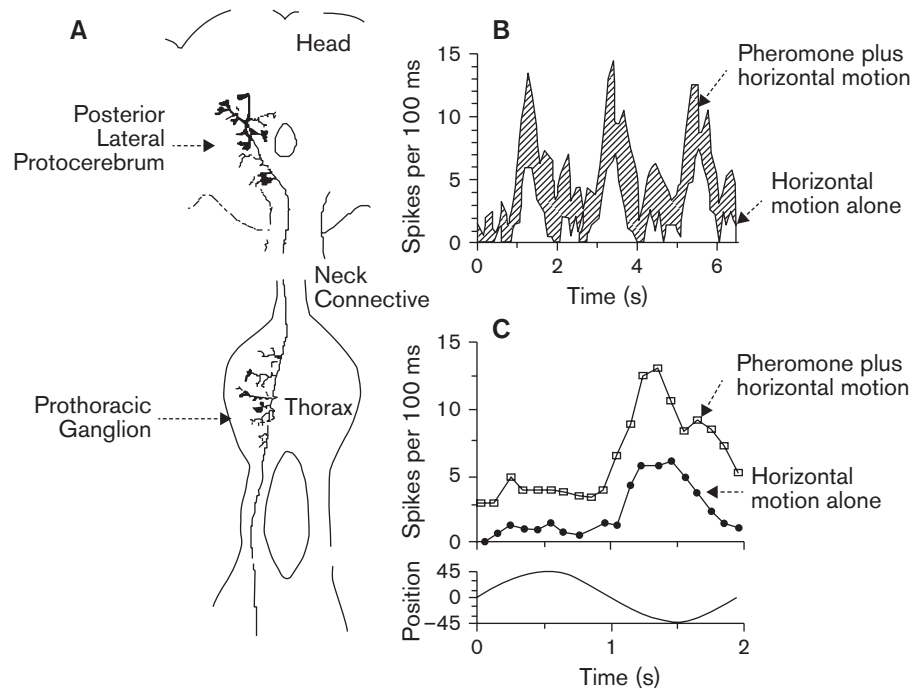 A
Head
Posterior
Lateral
Protocerebrum
Neck
Connective
Prothoracic
Ganglion
Thorax
B
Spikes per 100 ms
15
10
5
0
Pheromone plus
horizontal motion
Horizontal
motion alone
0 2 4 6
Time (s)
C
Spikes per 100 ms
15
10
5
0
Pheromone plus
horizontal motion
Horizontal
motion alone
Position
45
0
-45
0 1 2
Time (s)